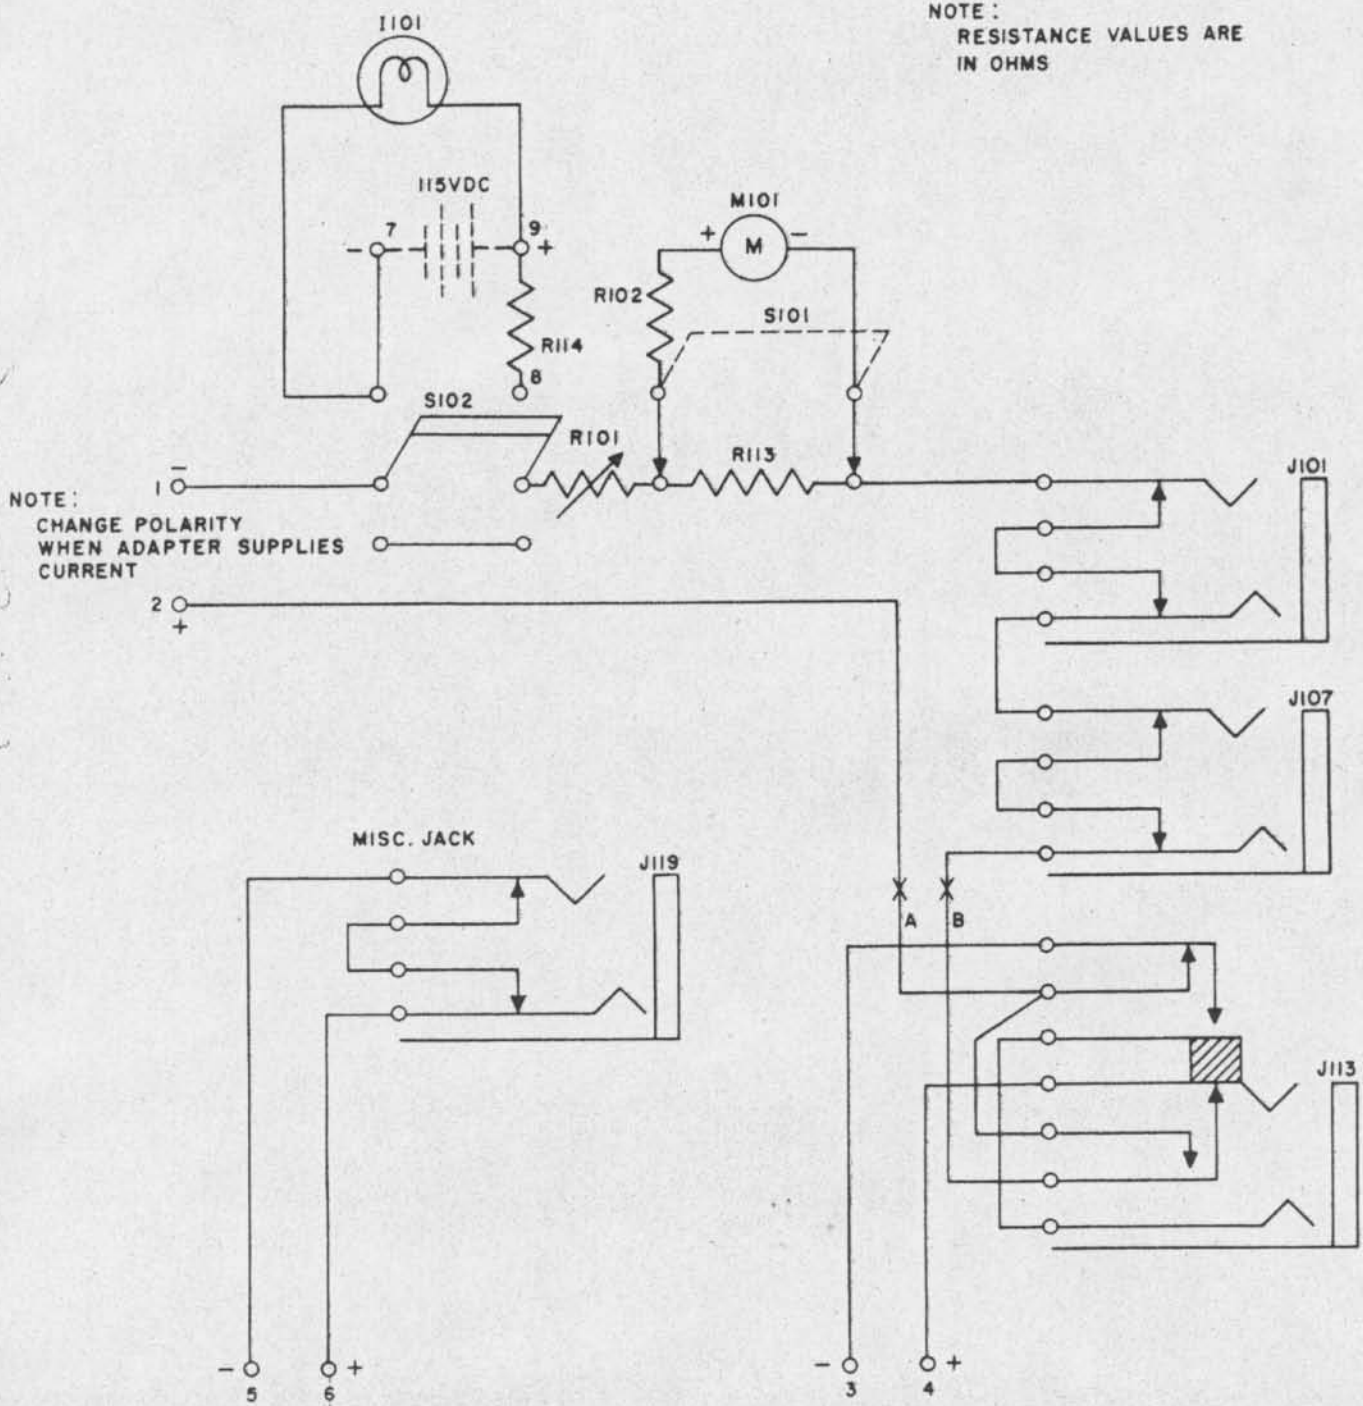 NOTE:
RESISTANCE VALUES ARE
IN OHMS
I101
115VDC
- 7
9 +
M101
+ M -
R102
S101
R114
8
S102
R101
R113
J101
-
1
NOTE:
CHANGE POLARITY
WHEN ADAPTER SUPPLIES
CURRENT
2
+
J107
MISC. JACK
J119
A B
J113
- +
5 6
- +
3 4